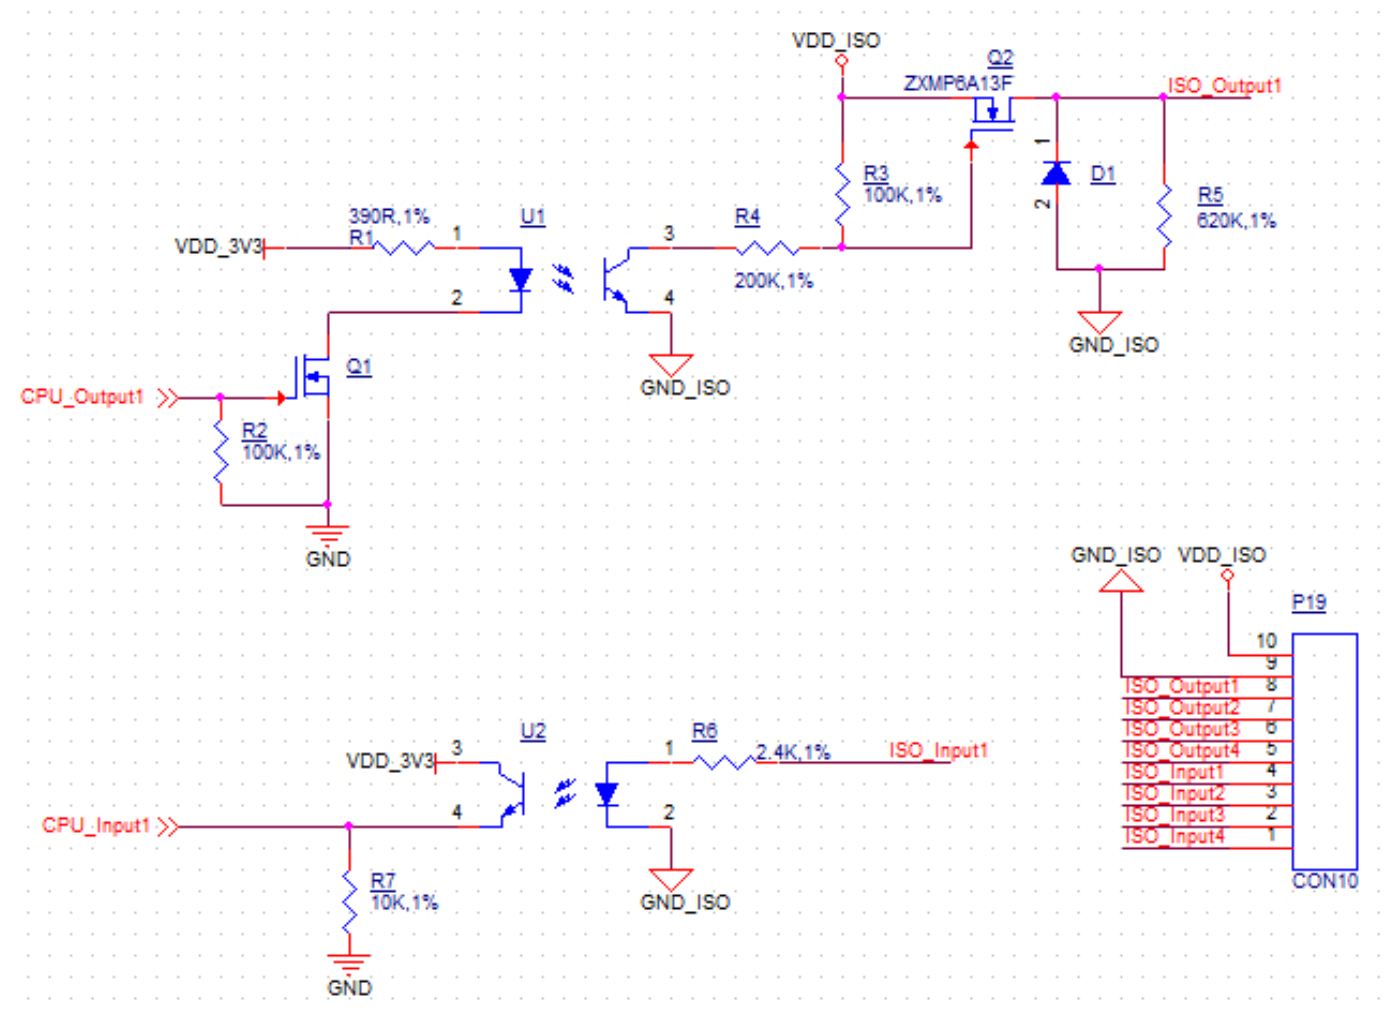 VDD_ISO
Q2
ZXMP6A13F
ISO_Output1
1
D1
2
R3
100K,1%
R5
620K,1%
GND_ISO
390R,1%
R1
VDD_3V3
1
U1
2
3
4
R4
200K,1%
GND_ISO
Q1
CPU_Output1
R2
100K,1%
GND
GND_ISO
VDD_ISO
P19
10
9
ISO_Output1 8
ISO_Output2 7
ISO_Output3 6
ISO_Output4 5
ISO_Input1 4
ISO_Input2 3
ISO_Input3 2
ISO_Input4 1
CON10
VDD_3V3
3
U2
1
R6
2.4K,1%
ISO_Input1
CPU_Input1
4
2
R7
10K,1%
GND_ISO
GND